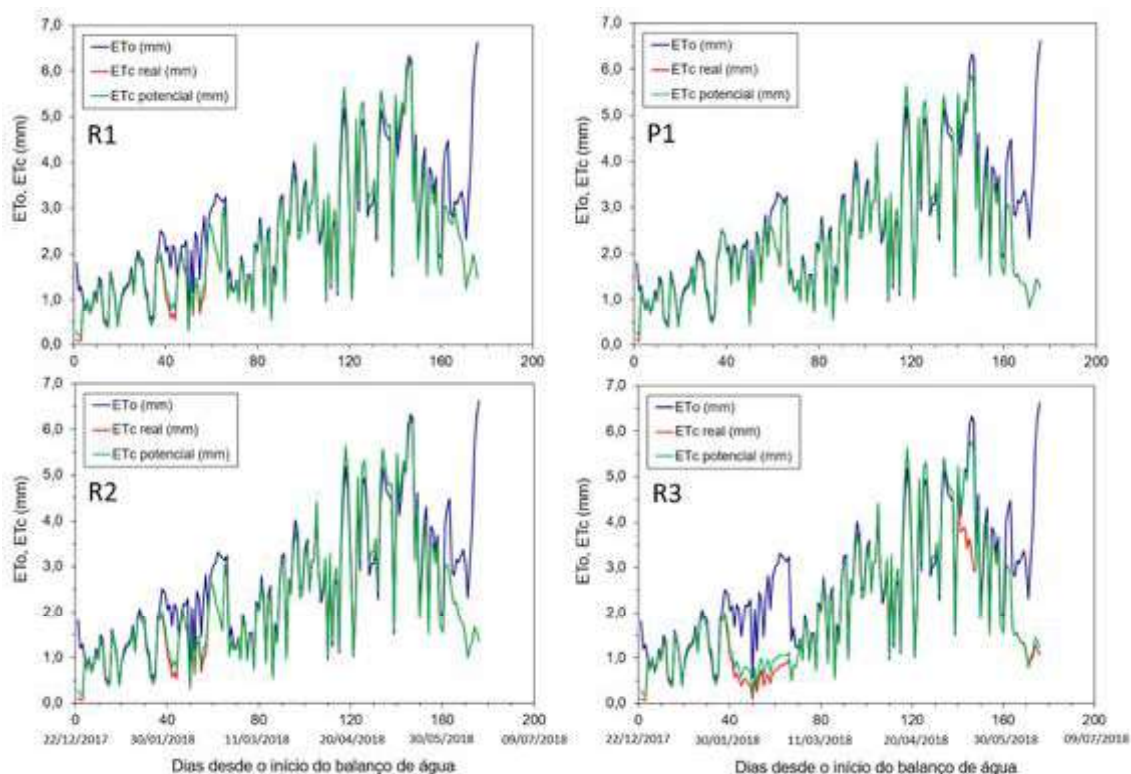 7,0
6,0
5,0
4,0
3,0
2,0
1,0
0,0
ETo, ETc (mm)
ETo (mm)
ETc real (mm)
ETc potencial (mm)
R1
0 40 80 120 160 200
7,0
6,0
5,0
4,0
3,0
2,0
1,0
0,0
ETo, ETc (mm)
ETo (mm)
ETc real (mm)
ETc potencial (mm)
P1
0 40 80 120 160 200
7,0
6,0
5,0
4,0
3,0
2,0
1,0
0,0
ETo, ETc (mm)
ETo (mm)
ETc real (mm)
ETc potencial (mm)
R2
0 40 80 120 160 200
22/12/2017 30/01/2018 11/03/2018 20/04/2018 30/05/2018 09/07/2018
Dias desde o início do balanço de água
7,0
6,0
5,0
4,0
3,0
2,0
1,0
0,0
ETo, ETc (mm)
ETo (mm)
ETc real (mm)
ETc potencial (mm)
R3
0 40 80 120 160 200
22/12/2017 30/01/2018 11/03/2018 20/04/2018 30/05/2018 09/07/2018
Dias desde o início do balanço de água